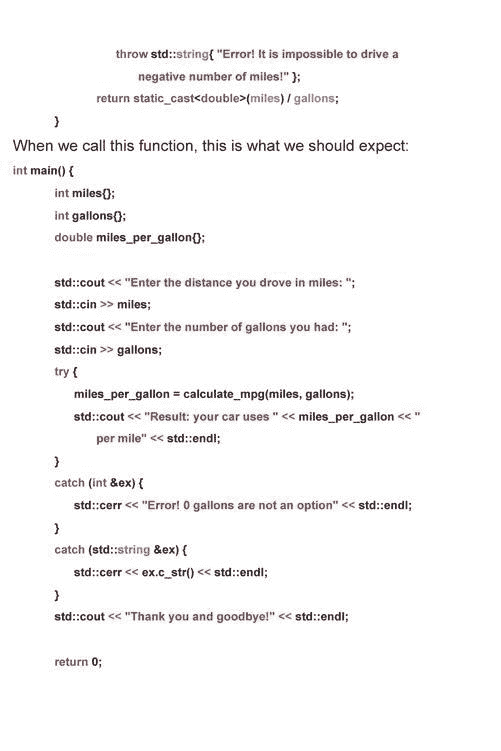 throw std::string{ "Error! It is impossible to drive a
negative number of miles!" };
return static_cast<double>(miles) / gallons;
}
When we call this function, this is what we should expect:
int main() {
int miles{};
int gallons{};
double miles_per_gallon{};
std::cout << "Enter the distance you drove in miles: ";
std::cin >> miles;
std::cout << "Enter the number of gallons you had: ";
std::cin >> gallons;
try {
miles_per_gallon = calculate_mpg(miles, gallons);
std::cout << "Result: your car uses " << miles_per_gallon << "
per mile" << std::endl;
}
catch (int &ex) {
std::cerr << "Error! 0 gallons are not an option" << std::endl;
}
catch (std::string &ex) {
std::cerr << ex.c_str() << std::endl;
}
std::cout << "Thank you and goodbye!" << std::endl;
return 0;